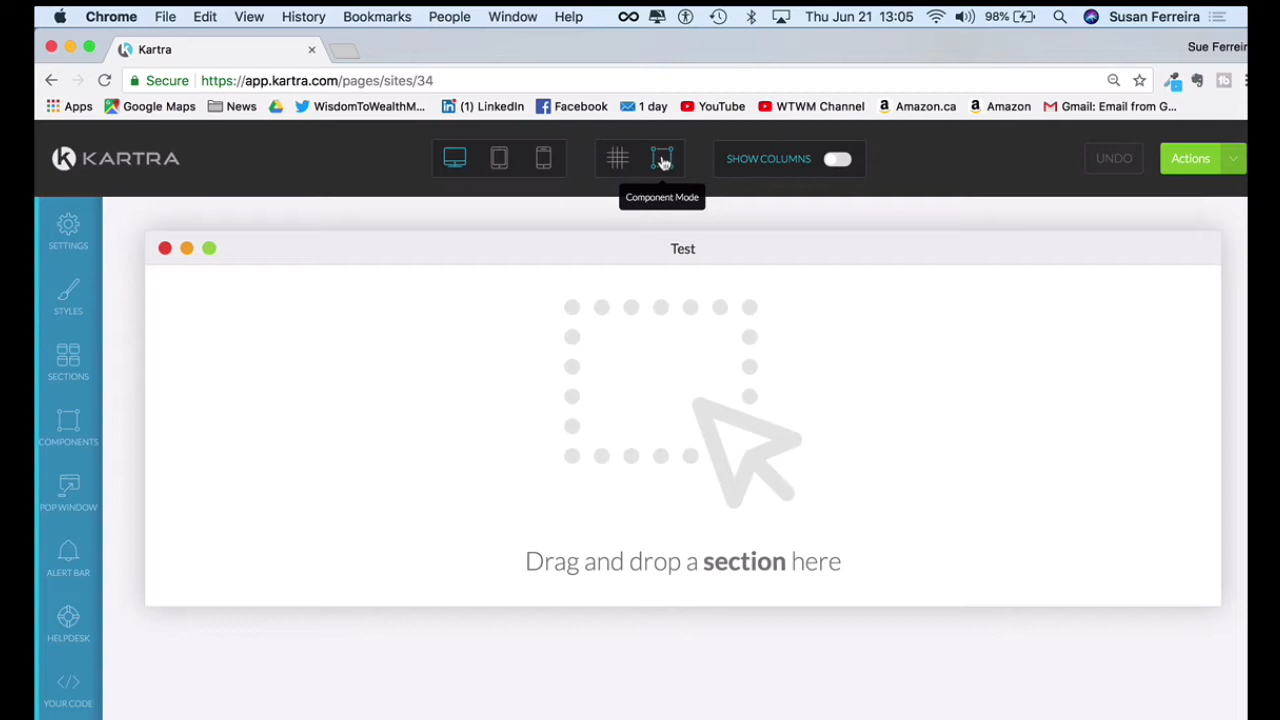 Chrome File Edit View History Bookmarks People Window Help Thu Jun 21 13:05 98% Susan Ferreira
Kartra Sue Ferreir
Secure https://app.kartra.com/pages/sites/34
Apps Google Maps News WisdomToWealthM... (1) LinkedIn Facebook 1 day YouTube WTWM Channel Amazon.ca Amazon Gmail: Email from G...
KARTRA SHOW COLUMNS UNDO Actions
Component Mode
SETTINGS
Test
STYLES
SECTIONS
COMPONENTS
POP WINDOW
Drag and drop a section here
ALERT BAR
HELPDESK
YOUR CODE